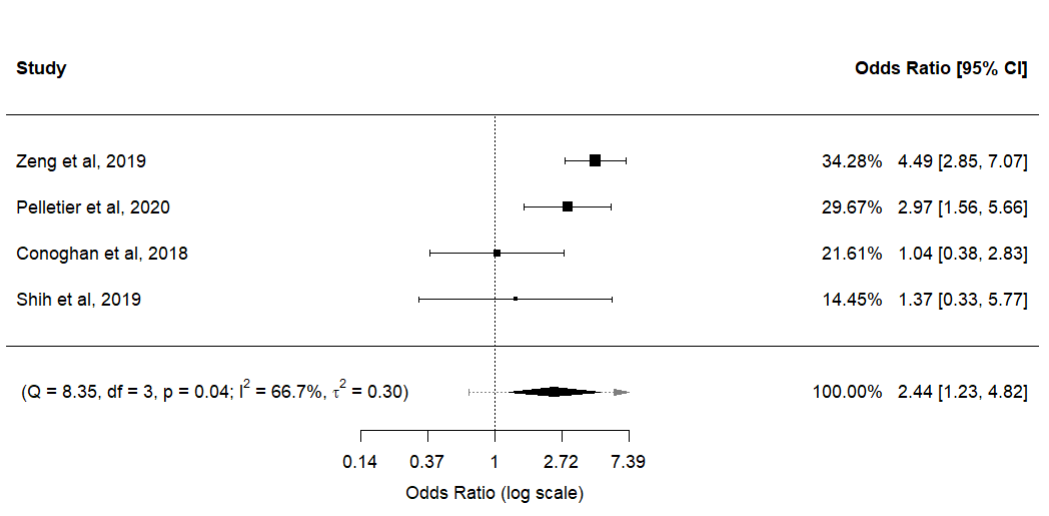 Study Odds Ratio [95% CI]
Zeng et al, 2019 34.28% 4.49 [2.85, 7.07]
Pelletier et al, 2020 29.67% 2.97 [1.56, 5.66]
Conoghan et al, 2018 21.61% 1.04 [0.38, 2.83]
Shih et al, 2019 14.45% 1.37 [0.33, 5.77]
(Q = 8.35, df = 3, p = 0.04; I² = 66.7%, τ² = 0.30) 100.00% 2.44 [1.23, 4.82]
0.14 0.37 1 2.72 7.39
Odds Ratio (log scale)